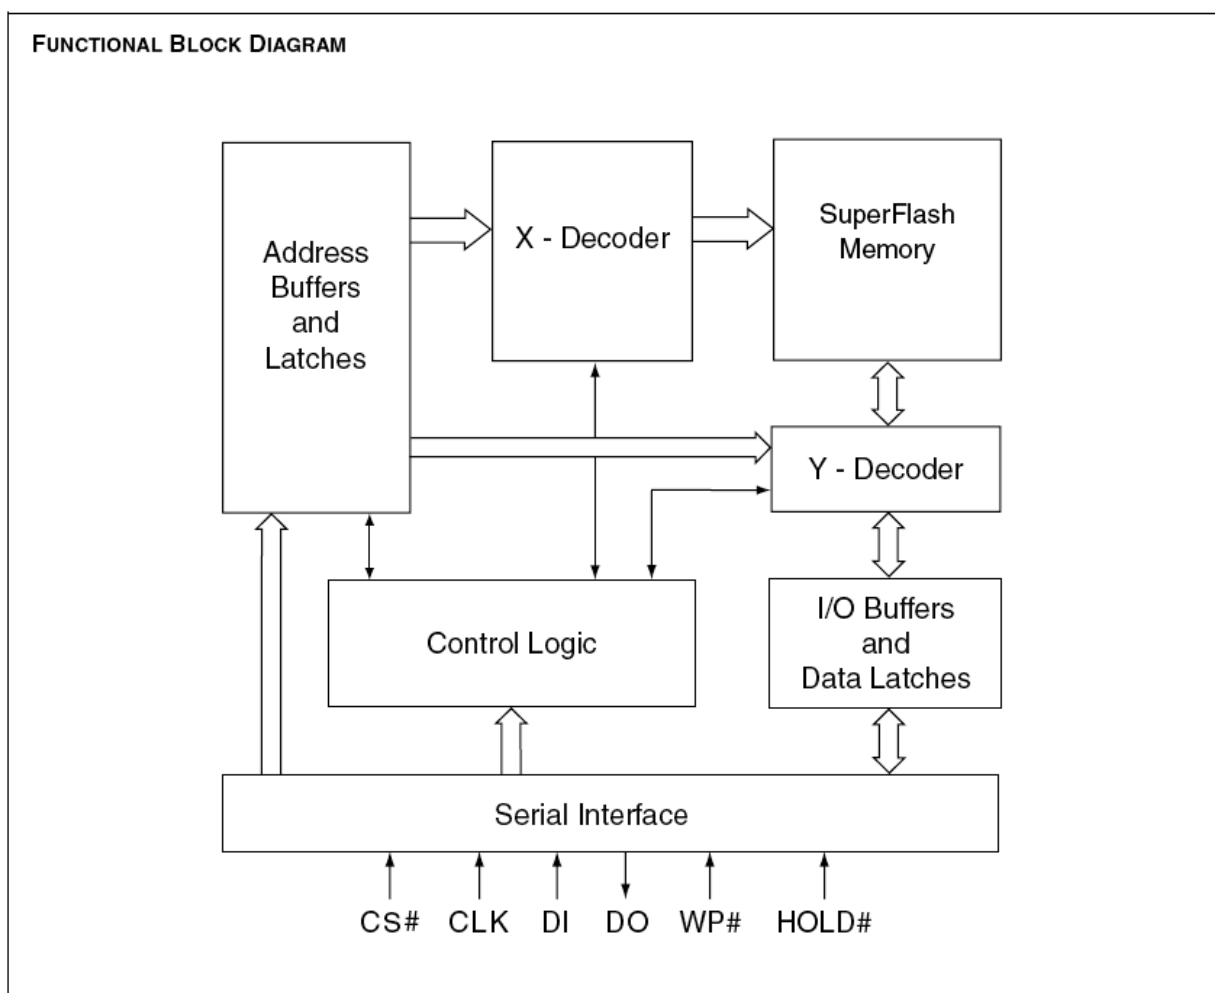 FUNCTIONAL BLOCK DIAGRAM
Address
Buffers
and
Latches
X - Decoder
SuperFlash
Memory
Y - Decoder
Control Logic
I/O Buffers
and
Data Latches
Serial Interface
CS# CLK DI DO WP# HOLD#